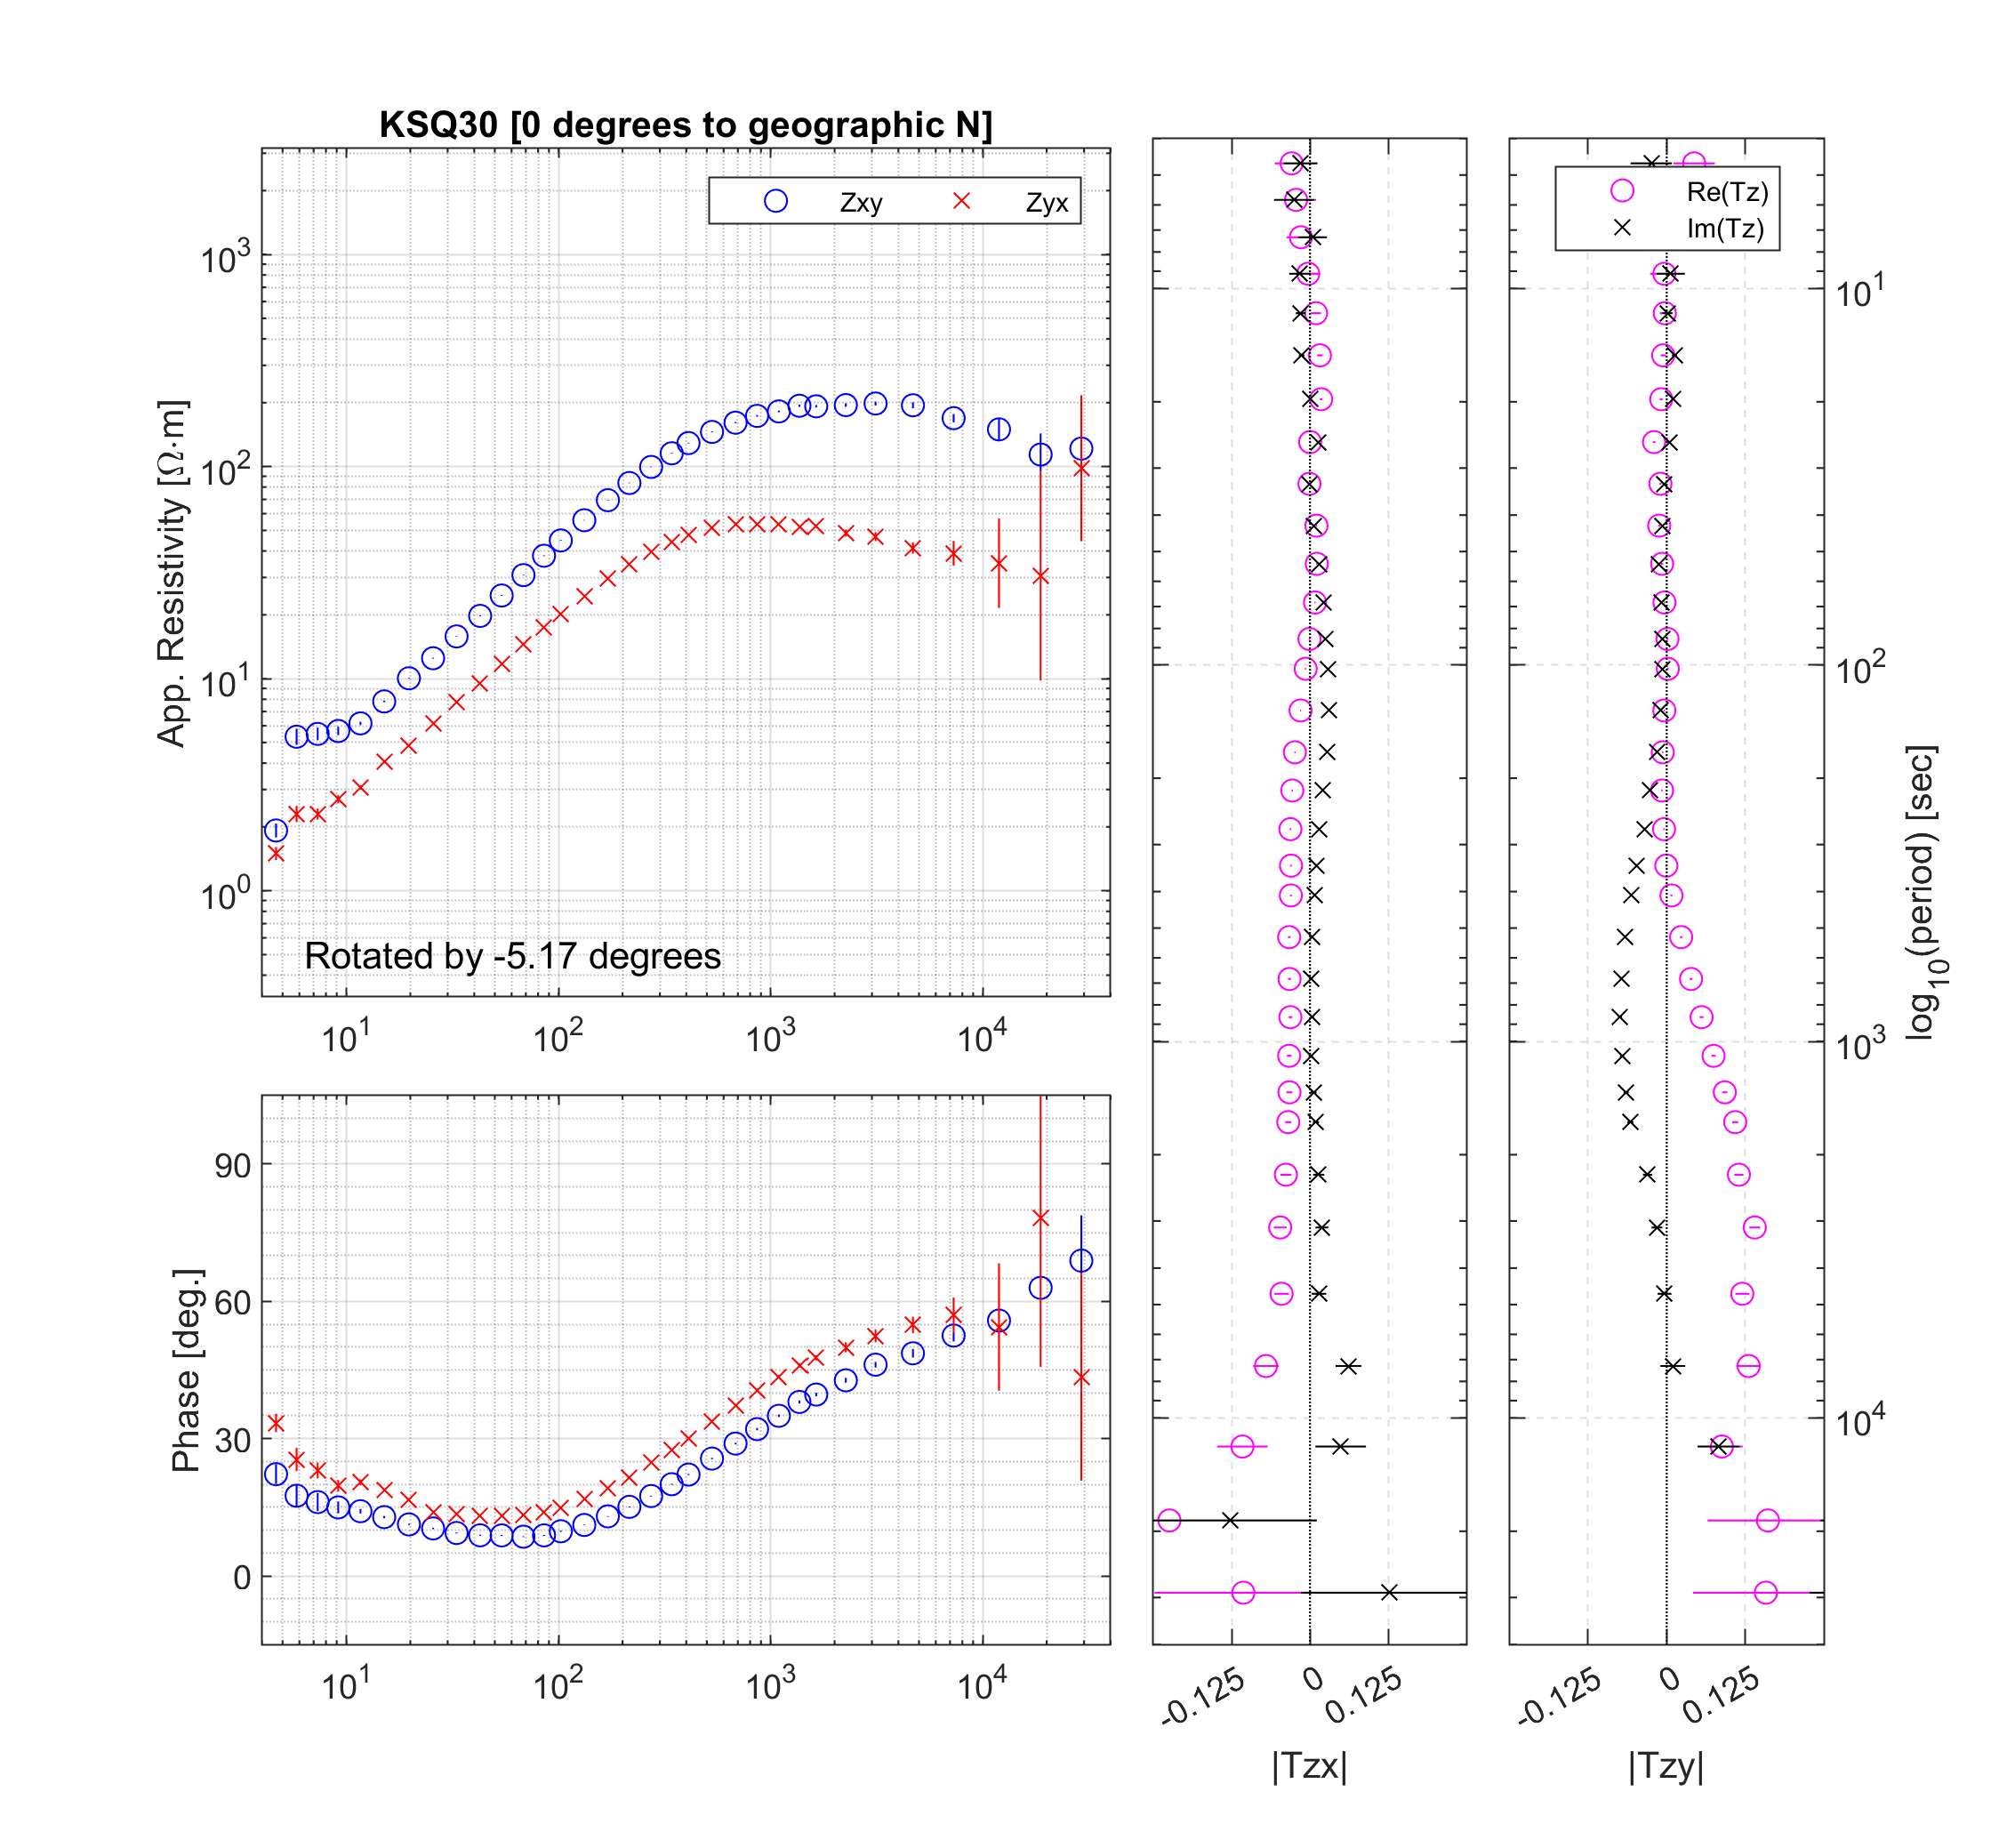 KSQ30 [0 degrees to geographic N]
Zxy Zyx
10^3
10^2
10^1
10^0
App. Resistivity [Ω·m]
Rotated by -5.17 degrees
10^1 10^2 10^3 10^4
90
60
30
0
Phase [deg.]
10^1 10^2 10^3 10^4
-0.125 0 0.125
|Tzx|
Re(Tz)
Im(Tz)
-0.125 0 0.125
|Tzy|
10^1
10^2
10^3
10^4
log_10(period) [sec]